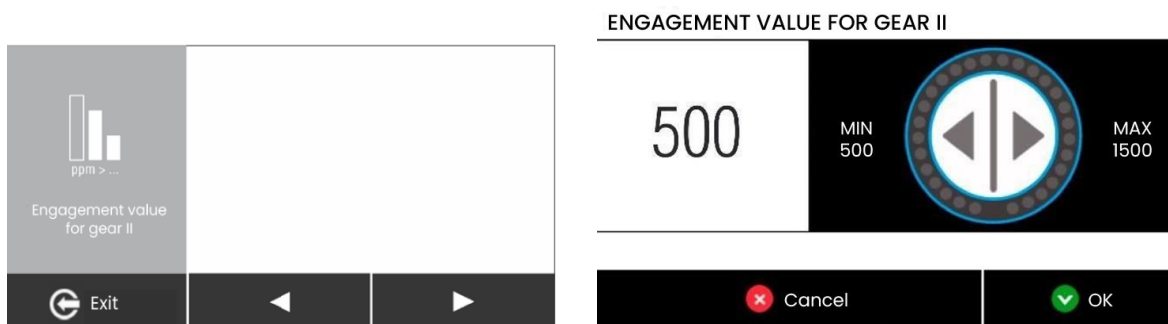 ppm > ...
Engagement value
for gear II
Exit
ENGAGEMENT VALUE FOR GEAR II
500
MIN
500
MAX
1500
Cancel
OK